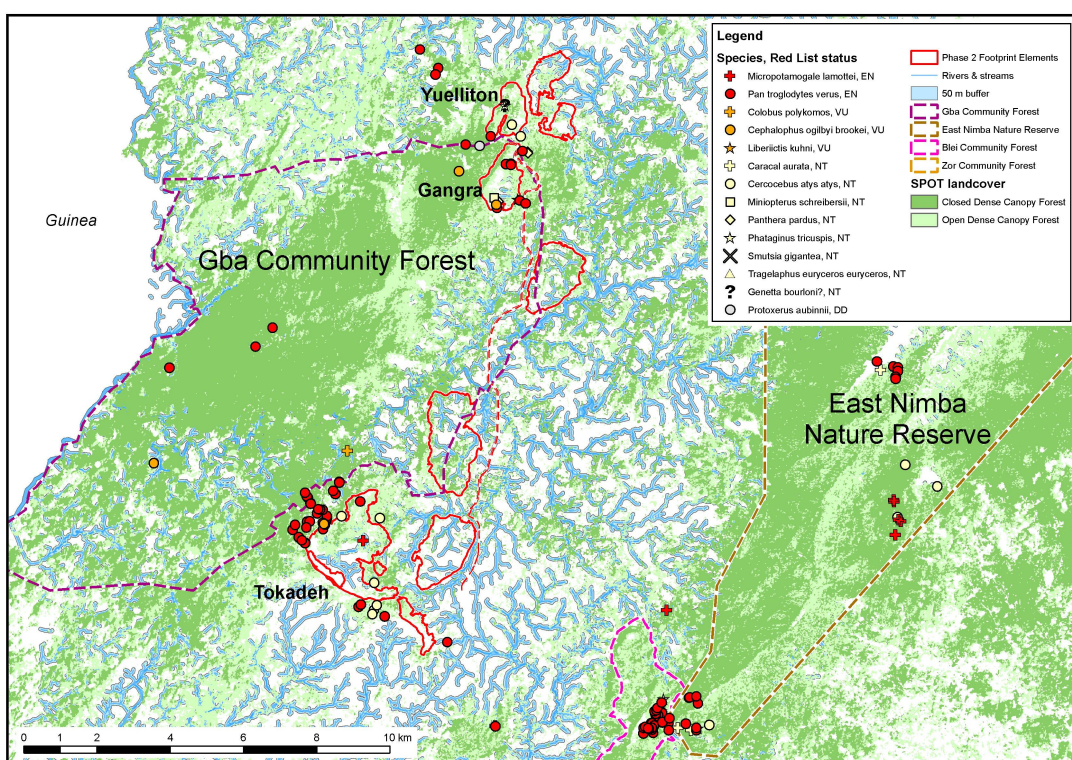 Legend
Species, Red List status
Micropotamogale lamottei, EN
Pan troglodytes verus, EN
Colobus polykomos, VU
Cephalophus ogilbyi brookei, VU
Liberiictis kuhni, VU
Caracal aurata, NT
Cercocebus atys atys, NT
Miniopterus schreibersii, NT
Panthera pardus, NT
Phataginus tricuspis, NT
Smutsia gigantea, NT
Tragelaphus euryceros euryceros, NT
Genetta bourloni?, NT
Protoxerus aubinnii, DD
Phase 2 Footprint Elements
Rivers & streams
50 m buffer
Gba Community Forest
East Nimba Nature Reserve
Blei Community Forest
Zor Community Forest
SPOT landcover
Closed Dense Canopy Forest
Open Dense Canopy Forest
Yuelliton
Gangra
Guinea
Gba Community Forest
East Nimba
Nature Reserve
Tokadeh
0 2 4 6 8 10 km